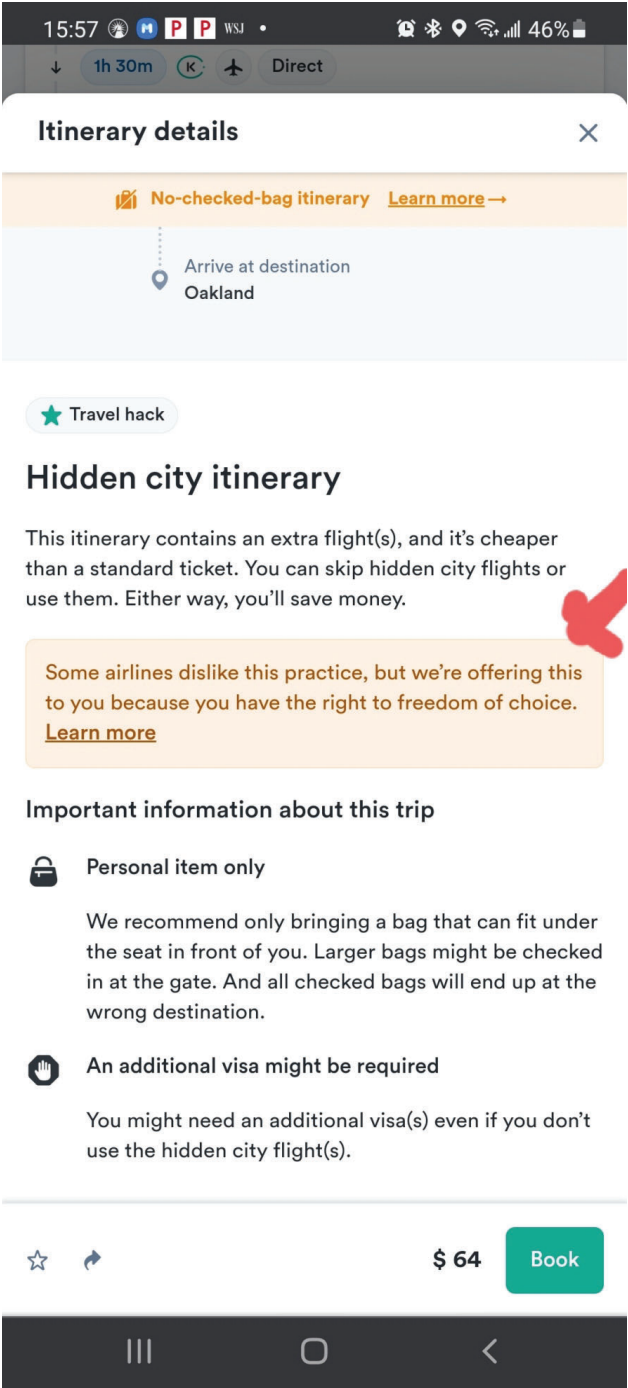 15:57 M P P WSJ • 46%
1h 30m K Direct
Itinerary details
No-checked-bag itinerary Learn more→
Arrive at destination
Oakland
Travel hack
Hidden city itinerary
This itinerary contains an extra flight(s), and it’s cheaper
than a standard ticket. You can skip hidden city flights or
use them. Either way, you’ll save money.
Some airlines dislike this practice, but we’re offering this
to you because you have the right to freedom of choice.
Learn more
Important information about this trip
Personal item only
We recommend only bringing a bag that can fit under
the seat in front of you. Larger bags might be checked
in at the gate. And all checked bags will end up at the
wrong destination.
An additional visa might be required
You might need an additional visa(s) even if you don’t
use the hidden city flight(s).
$ 64 Book